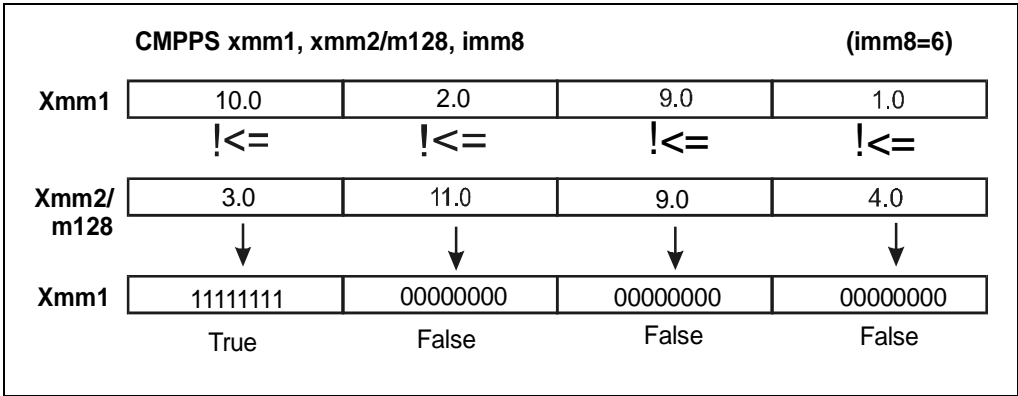 CMPPS xmm1, xmm2/m128, imm8 (imm8=6)
Xmm1 10.0 2.0 9.0 1.0
!<= !<= !<= !<=
Xmm2/ m128 3.0 11.0 9.0 4.0
Xmm1 11111111 00000000 00000000 00000000
True False False False